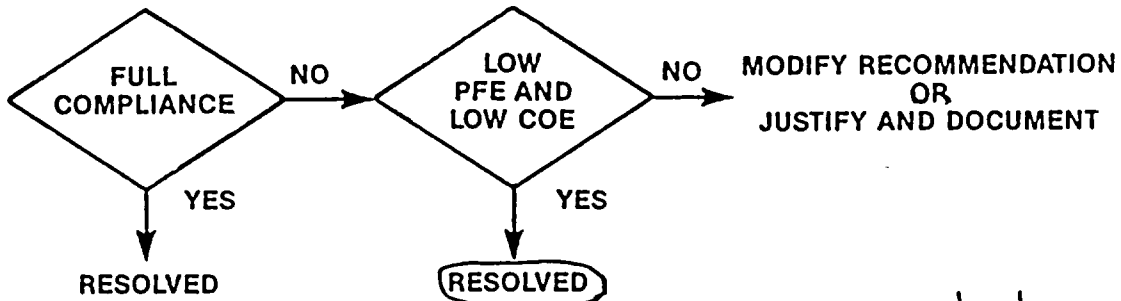 FULL
COMPLIANCE
NO
LOW
PFE AND
LOW COE
NO
MODIFY RECOMMENDATION
OR
JUSTIFY AND DOCUMENT
YES
YES
RESOLVED
RESOLVED